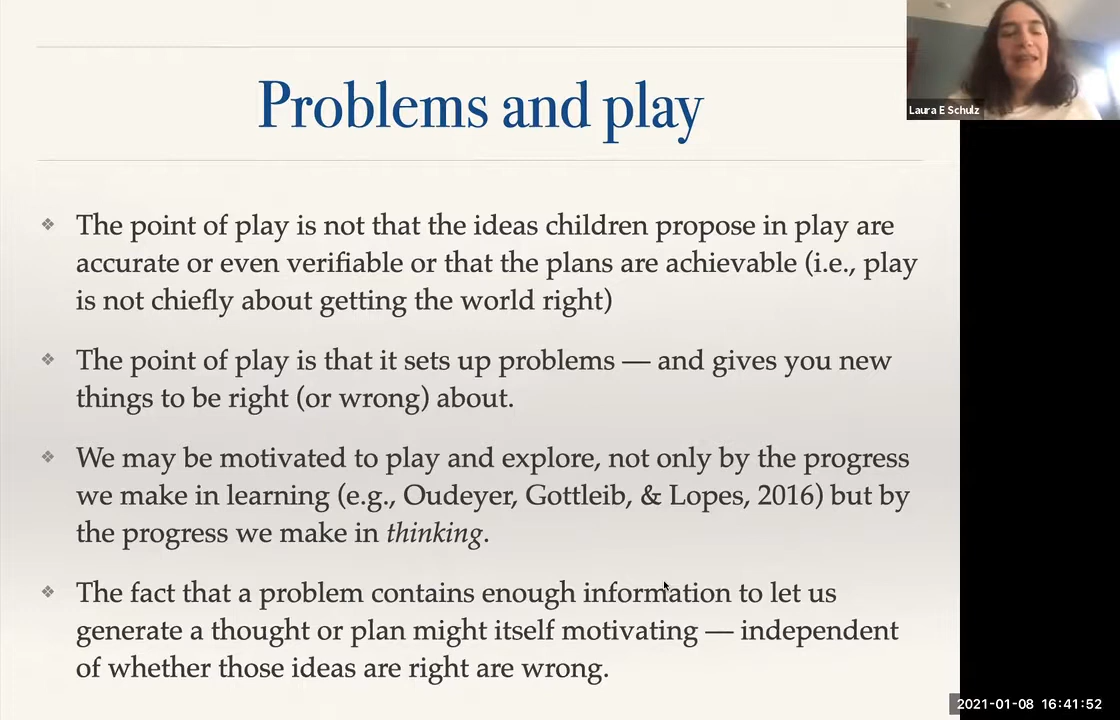 Problems and play
Laura E Schulz
❖ The point of play is not that the ideas children propose in play are
accurate or even verifiable or that the plans are achievable (i.e., play
is not chiefly about getting the world right)
❖ The point of play is that it sets up problems — and gives you new
things to be right (or wrong) about.
❖ We may be motivated to play and explore, not only by the progress
we make in learning (e.g., Oudeyer, Gottleib, & Lopes, 2016) but by
the progress we make in thinking.
❖ The fact that a problem contains enough information to let us
generate a thought or plan might itself motivating — independent
of whether those ideas are right are wrong.
2021-01-08 16:41:52